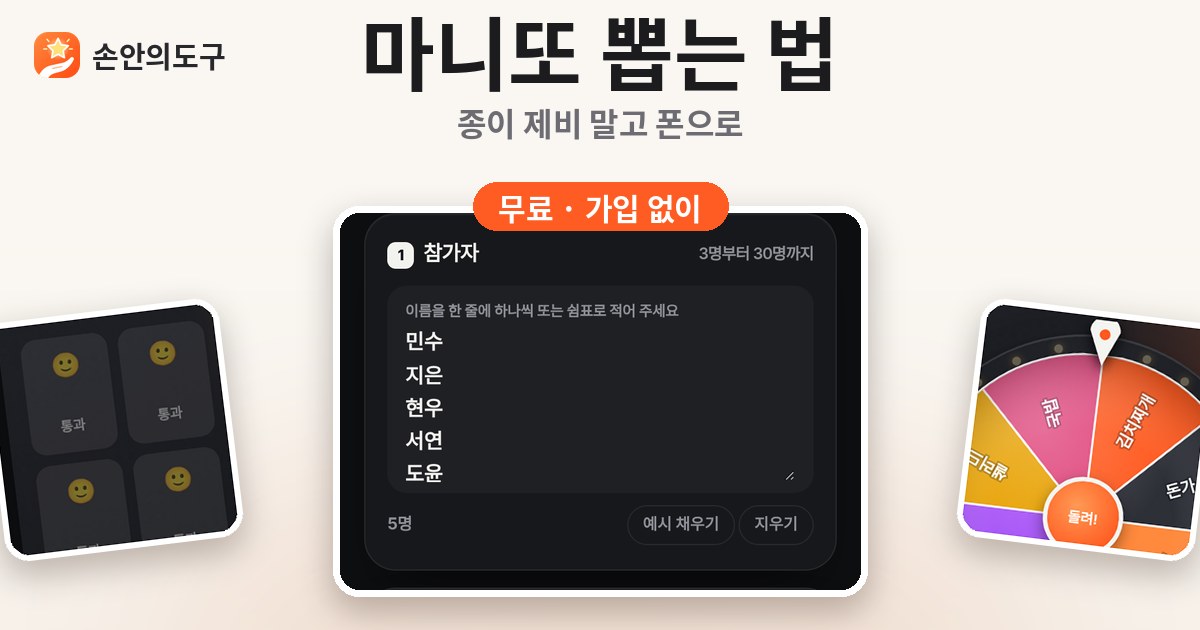 손안의도구
마니또 뽑는 법
종이 제비 말고 폰으로
무료 · 가입 없이
1 참가자
3명부터 30명까지
이름을 한 줄에 하나씩 또는 쉼표로 적어 주세요
민수
지은
현우
서연
도윤
5명
예시 채우기
지우기
통과
통과
국밥
김치찌개
돈가
돌려!